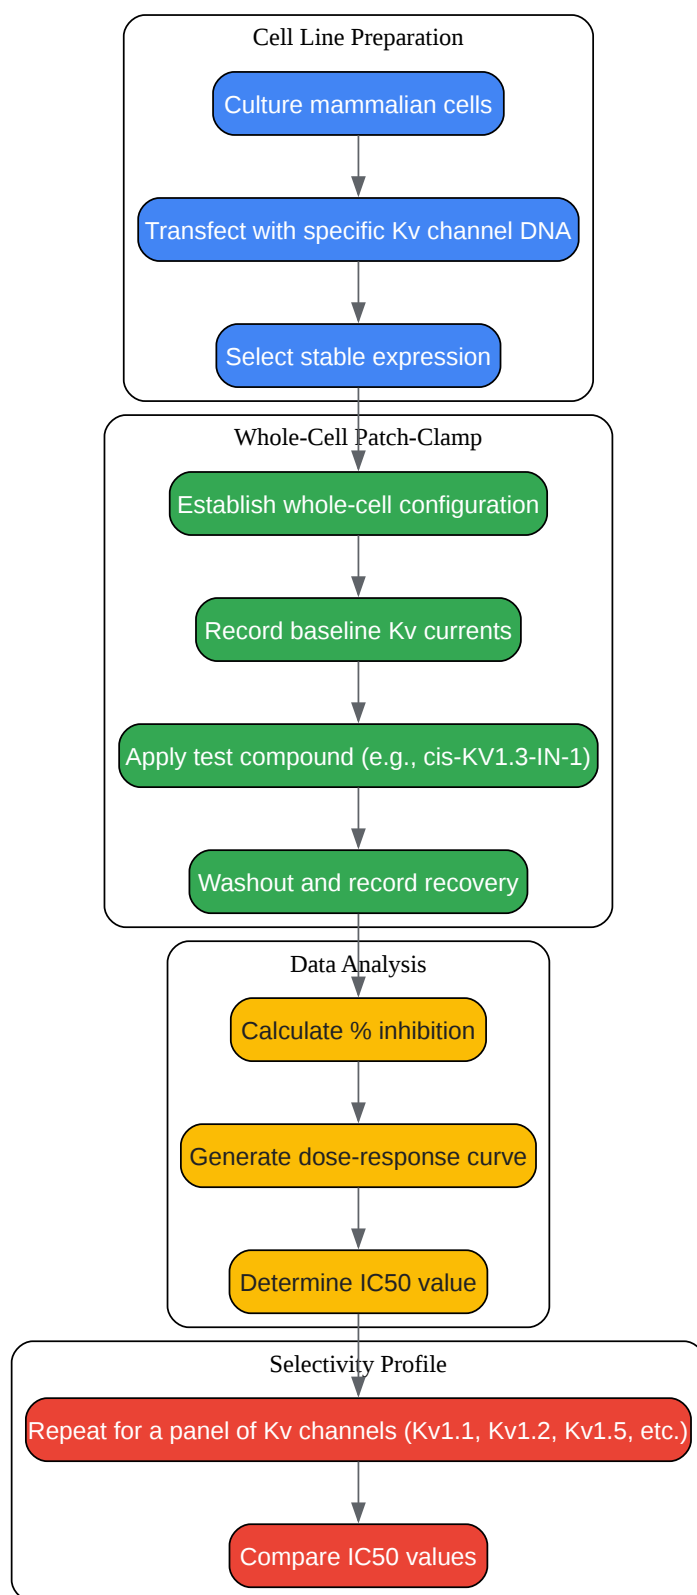 Cell Line Preparation
Culture mammalian cells
Transfect with specific Kv channel DNA
Select stable expression
Whole-Cell Patch-Clamp
Establish whole-cell configuration
Record baseline Kv currents
Apply test compound (e.g., cis-KV1.3-IN-1)
Washout and record recovery
Data Analysis
Calculate % inhibition
Generate dose-response curve
Determine IC50 value
Selectivity Profile
Repeat for a panel of Kv channels (Kv1.1, Kv1.2, Kv1.5, etc.)
Compare IC50 values